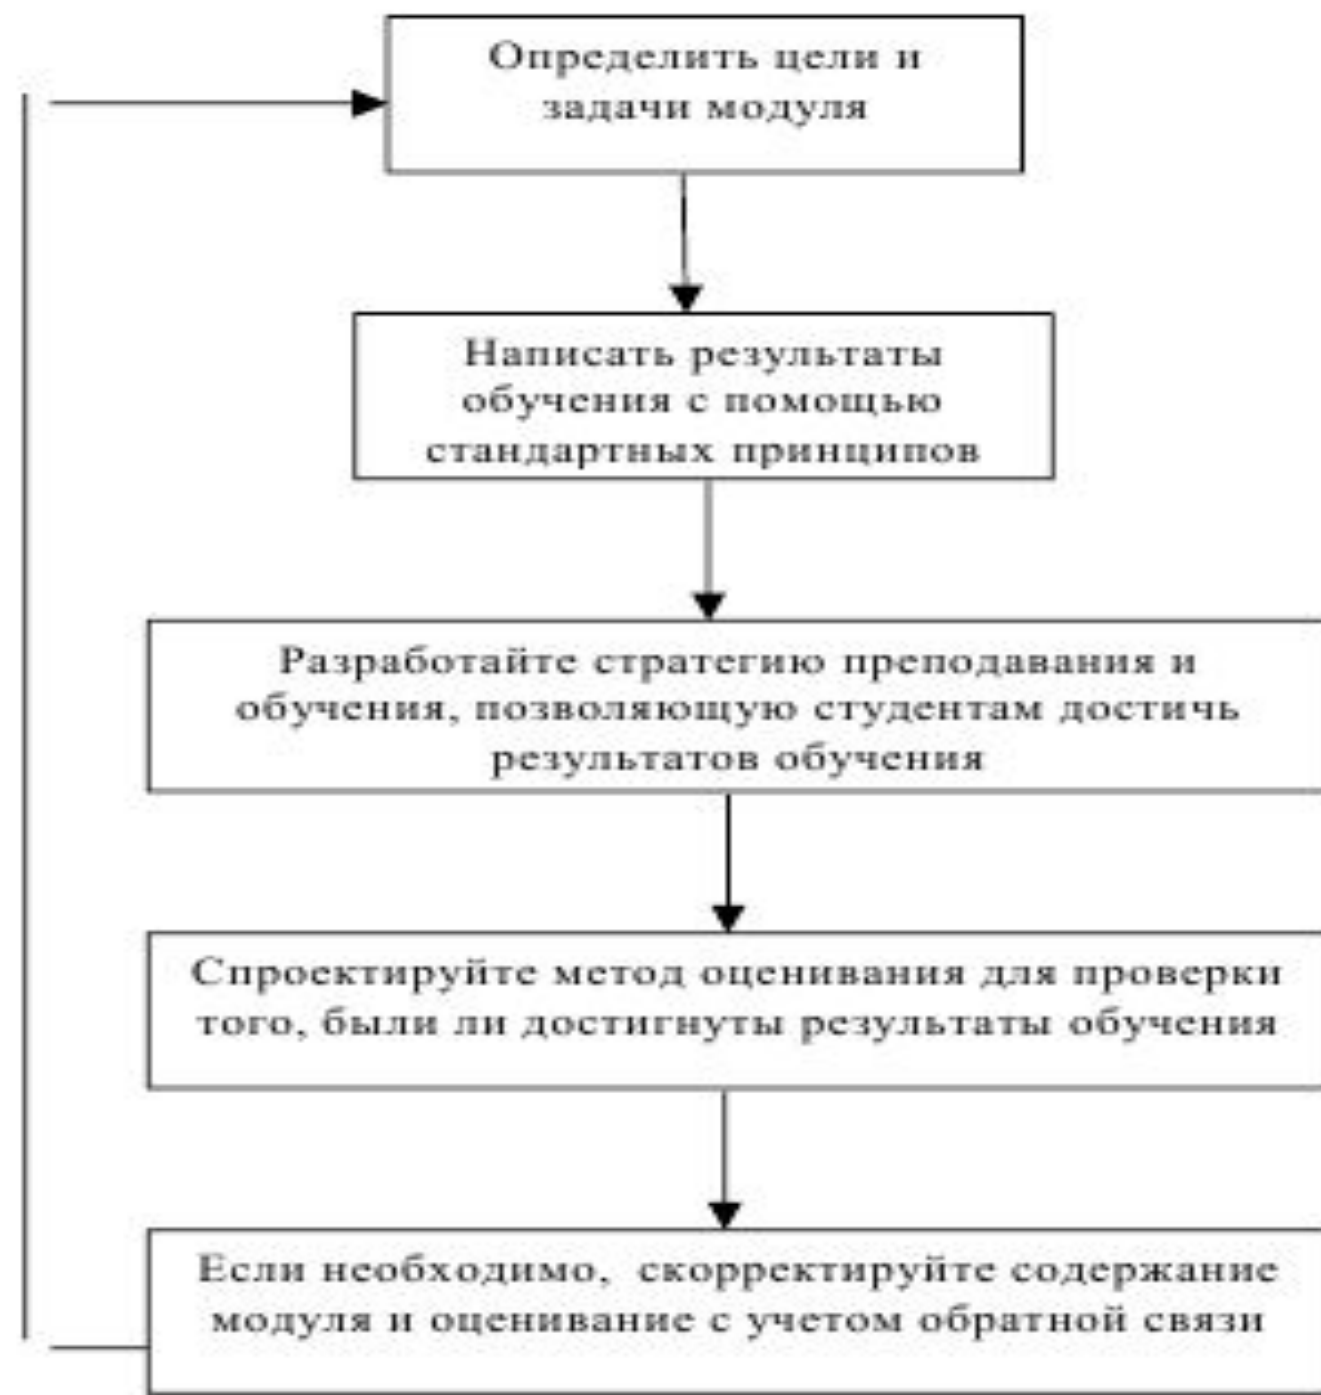 Определить цели и
задачи модуля
Написать результаты
обучения с помощью
стандартных принципов
Разработайте стратегию преподавания и
обучения, позволяющую студентам достичь
результатов обучения
Спроектируйте метод оценивания для проверки
того, были ли достигнуты результаты обучения
Если необходимо, скорректируйте содержание
модуля и оценивание с учетом обратной связи